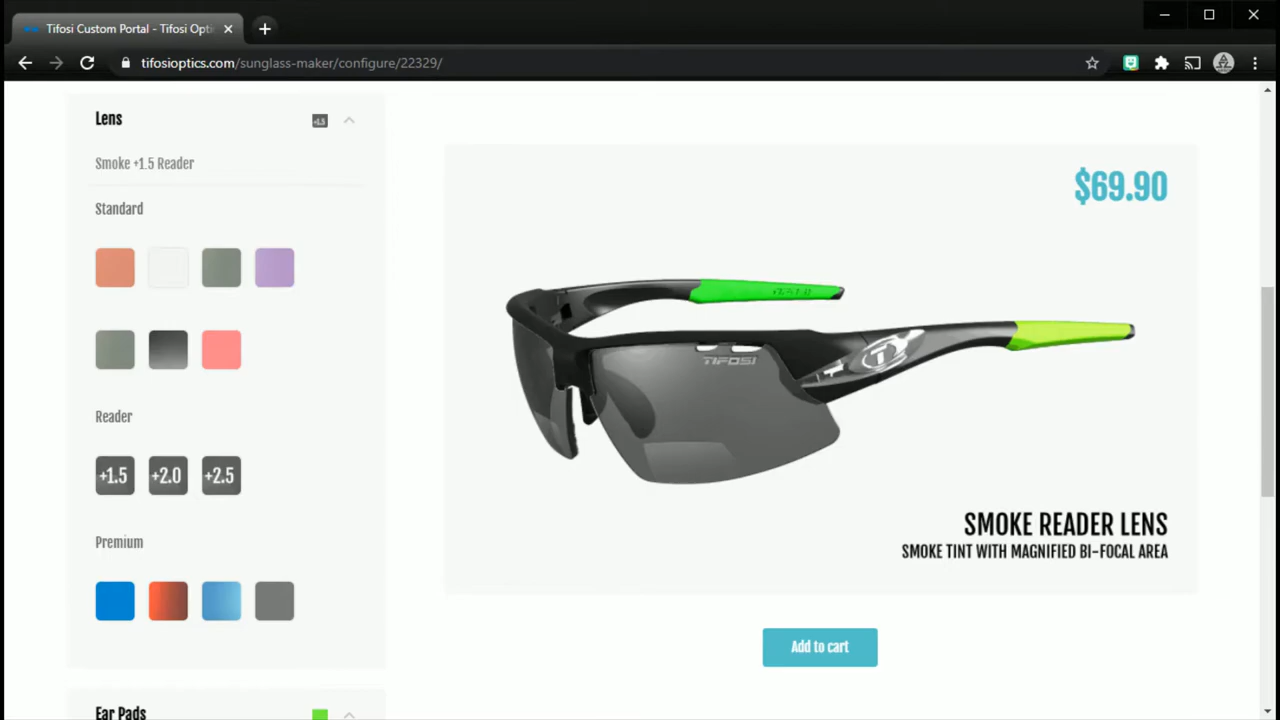 Tifosi Custom Portal - Tifosi Opti
tifosioptics.com/sunglass-maker/configure/22329/
Lens
+1.5
Smoke +1.5 Reader
Standard
Reader
+1.5 +2.0 +2.5
Premium
Ear Pads
$69.90
TIFOSI
TIFOSI
T
SMOKE READER LENS
SMOKE TINT WITH MAGNIFIED BI-FOCAL AREA
Add to cart